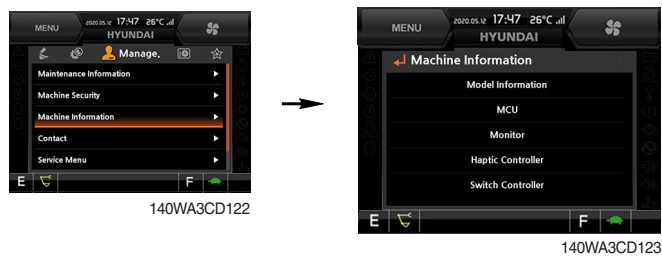 MENU
2020.05.12 17:47 26°C
HYUNDAI
Manage.
Maintenance Information
Machine Security
Machine Information
Contact
Service Menu
E F
140WA3CD122
MENU
2020.05.12 17:47 26°C
HYUNDAI
Machine Information
Model Information
MCU
Monitor
Haptic Controller
Switch Controller
E F
140WA3CD123